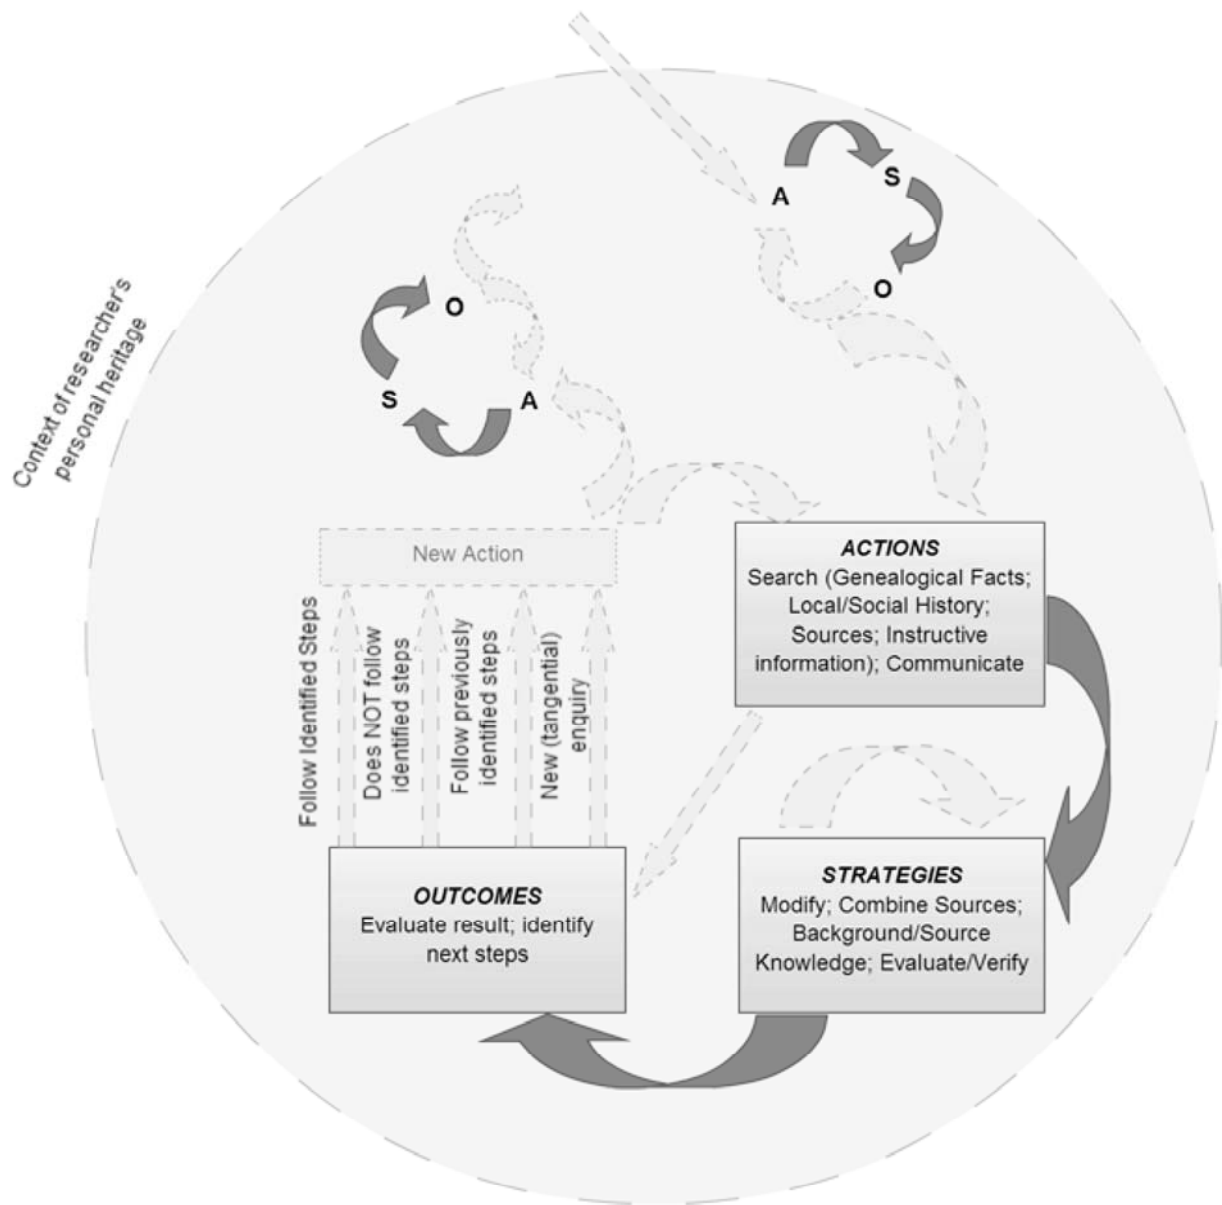 A
S
O
O
S
A
Context of researcher's
personal heritage
New Action
Follow Identified Steps
Does NOT follow
identified steps
Follow previously
identified steps
New (tangential)
enquiry
ACTIONS
Search (Genealogical Facts;
Local/Social History;
Sources; Instructive
information); Communicate
OUTCOMES
Evaluate result; identify
next steps
STRATEGIES
Modify; Combine Sources;
Background/Source
Knowledge; Evaluate/Verify